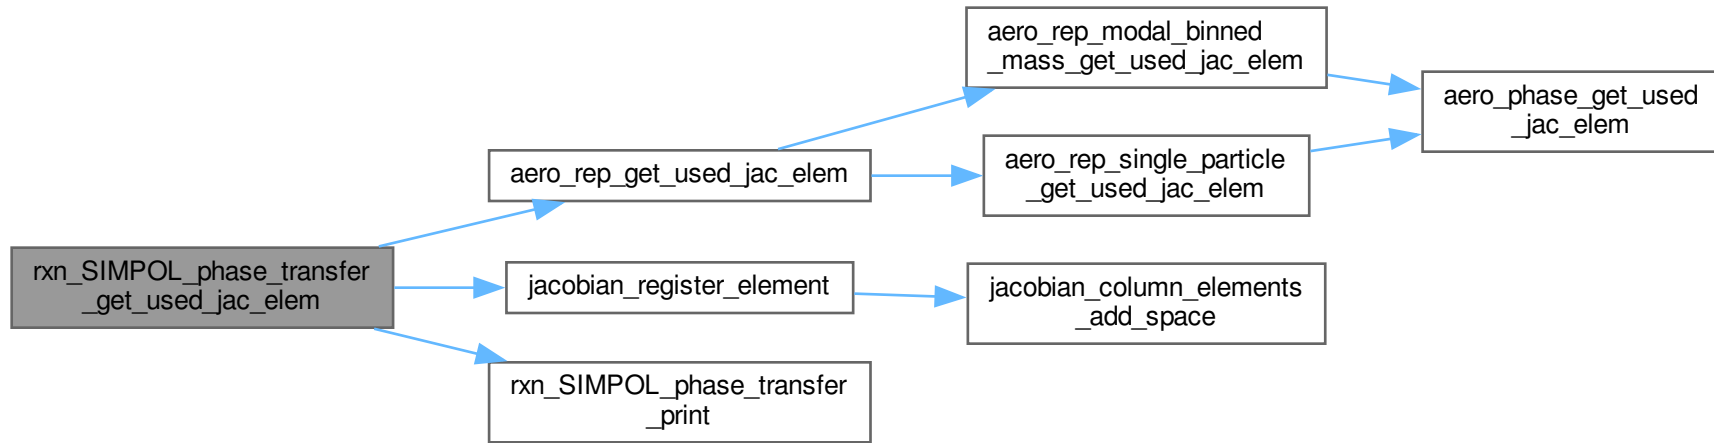 rxn_SIMPOL_phase_transfer
_get_used_jac_elem
aero_rep_get_used_jac_elem
aero_rep_modal_binned
_mass_get_used_jac_elem
aero_phase_get_used
_jac_elem
aero_rep_single_particle
_get_used_jac_elem
jacobian_register_element
jacobian_column_elements
_add_space
rxn_SIMPOL_phase_transfer
_print